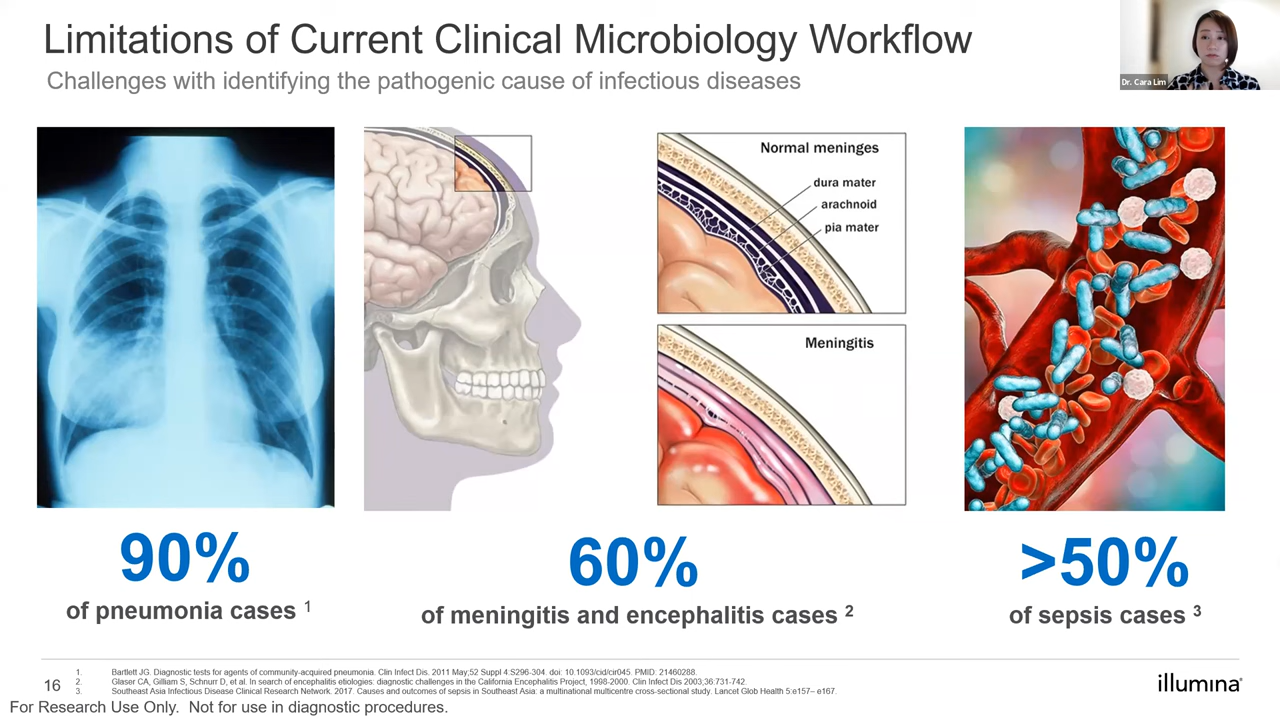 Limitations of Current Clinical Microbiology Workflow
Challenges with identifying the pathogenic cause of infectious diseases
Dr. Cara Lim
Normal meninges
dura mater
arachnoid
pia mater
Meningitis
90%
of pneumonia cases 1
60%
of meningitis and encephalitis cases 2
>50%
of sepsis cases 3
1. Bartlett JG. Diagnostic tests for agents of community-acquired pneumonia. Clin Infect Dis. 2011 May;52 Suppl 4:S296-304. doi: 10.1093/cid/cir045. PMID: 21460288.
2. Glaser CA, Gilliam S, Schnurr D, et al. In search of encephalitis etiologies: diagnostic challenges in the California Encephalitis Project, 1998-2000. Clin Infect Dis 2003;36:731-742.
3. Southeast Asia Infectious Disease Clinical Research Network. 2017. Causes and outcomes of sepsis in Southeast Asia: a multinational multicentre cross-sectional study. Lancet Glob Health 5:e157– e167.
16
illumina®
For Research Use Only. Not for use in diagnostic procedures.